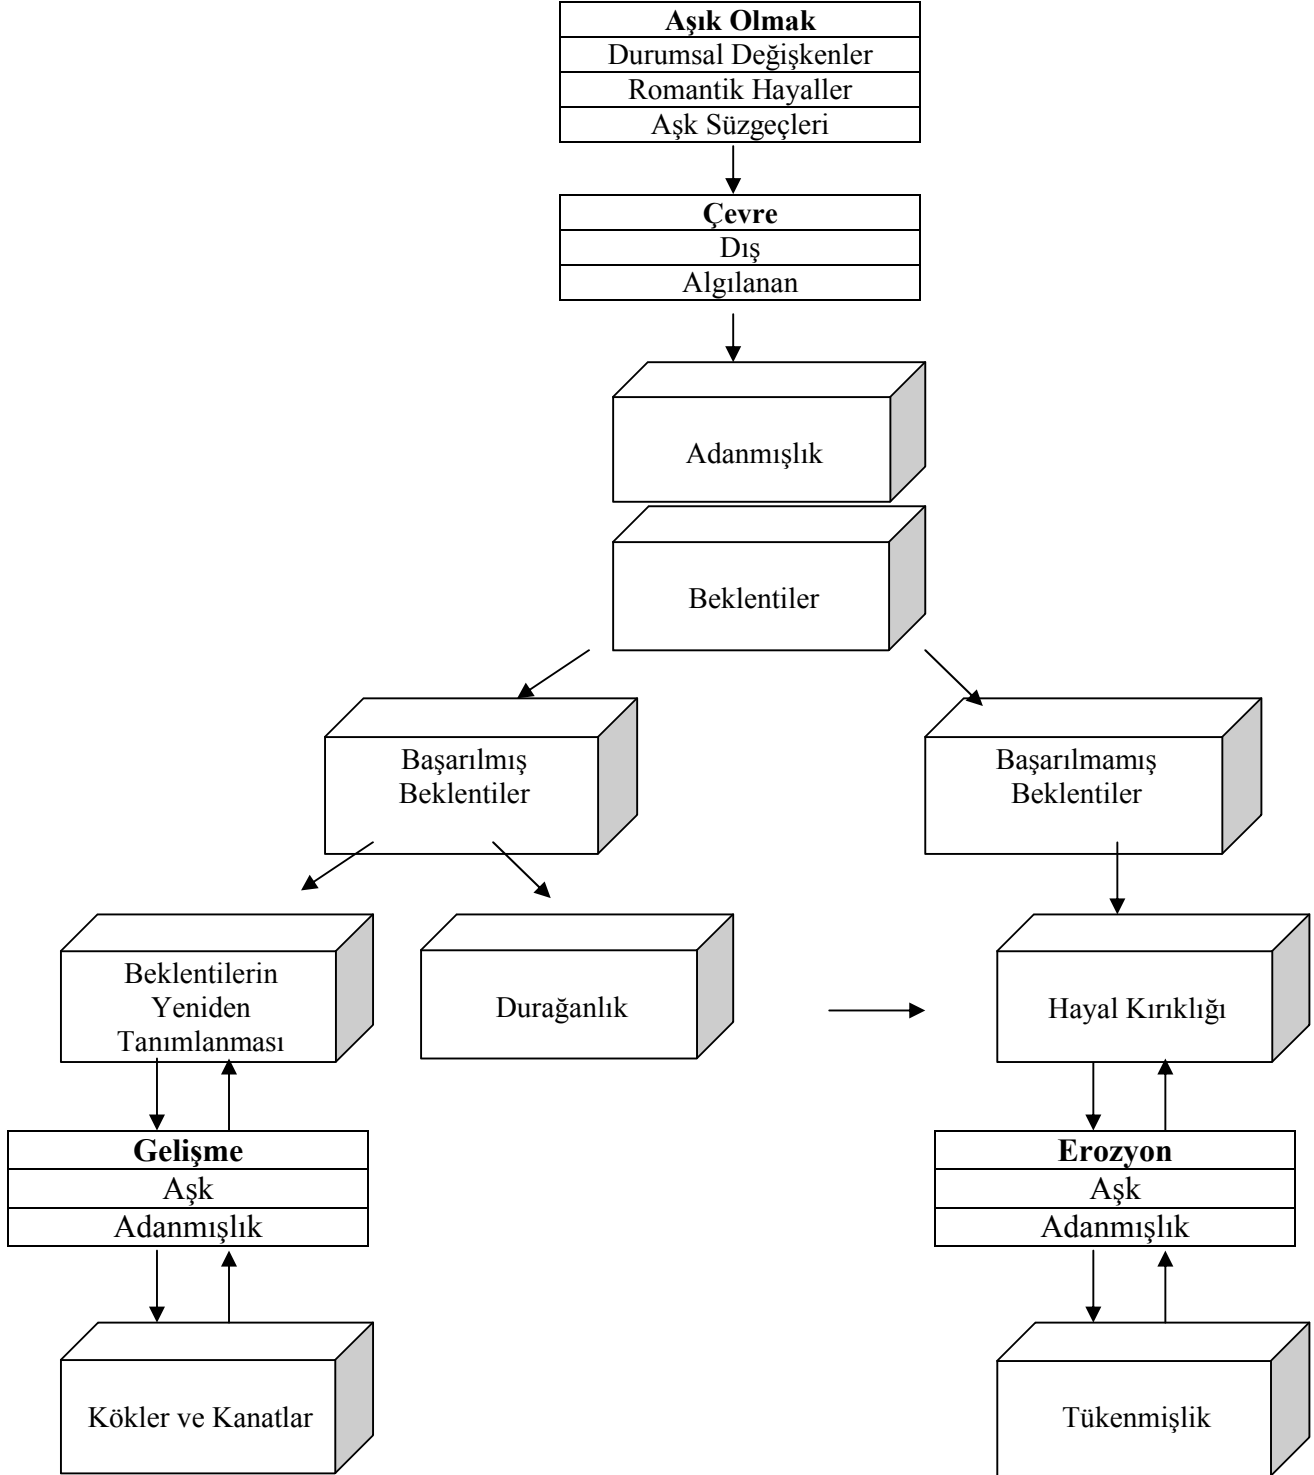 Aşık Olmak
Durumsal Değişkenler
Romantik Hayaller
Aşk Süzgeçleri
Çevre
Dış
Algılanan
Adanmışlık
Beklentiler
Başarılmış
Beklentiler
Başarılmamış
Beklentiler
Beklentilerin
Yeniden
Tanımlanması
Durağanlık
Hayal Kırıklığı
Gelişme
Aşk
Adanmışlık
Erozyon
Aşk
Adanmışlık
Kökler ve Kanatlar
Tükenmişlik